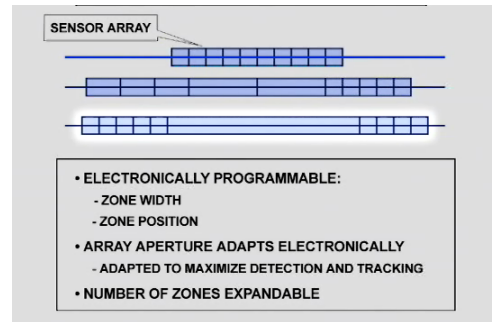 SENSOR ARRAY
• ELECTRONICALLY PROGRAMMABLE:
- ZONE WIDTH
- ZONE POSITION
• ARRAY APERTURE ADAPTS ELECTRONICALLY
- ADAPTED TO MAXIMIZE DETECTION AND TRACKING
• NUMBER OF ZONES EXPANDABLE